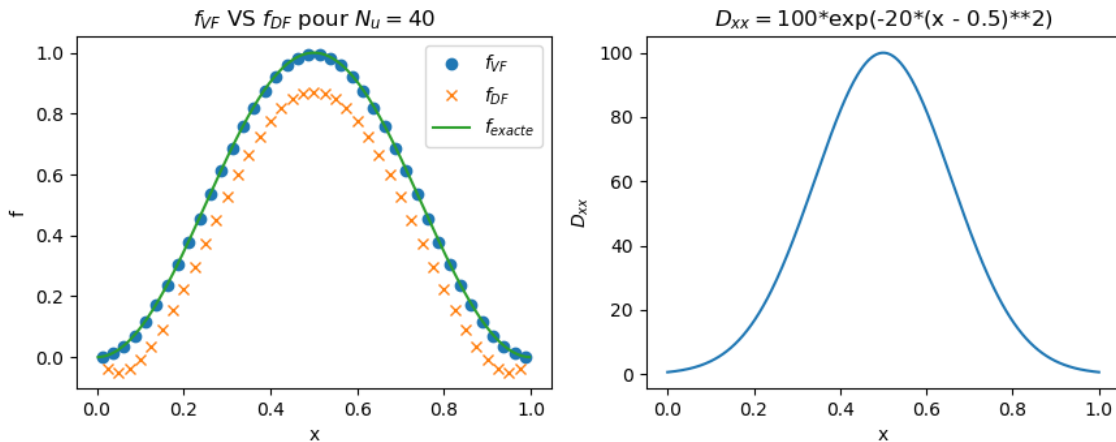 f_VF VS f_DF pour N_u = 40
f
1.0
0.8
0.6
0.4
0.2
0.0
0.0 0.2 0.4 0.6 0.8 1.0
x
f_VF
f_DF
f_exacte
D_xx = 100*exp(-20*(x - 0.5)**2)
D_xx
100
80
60
40
20
0
0.0 0.2 0.4 0.6 0.8 1.0
x